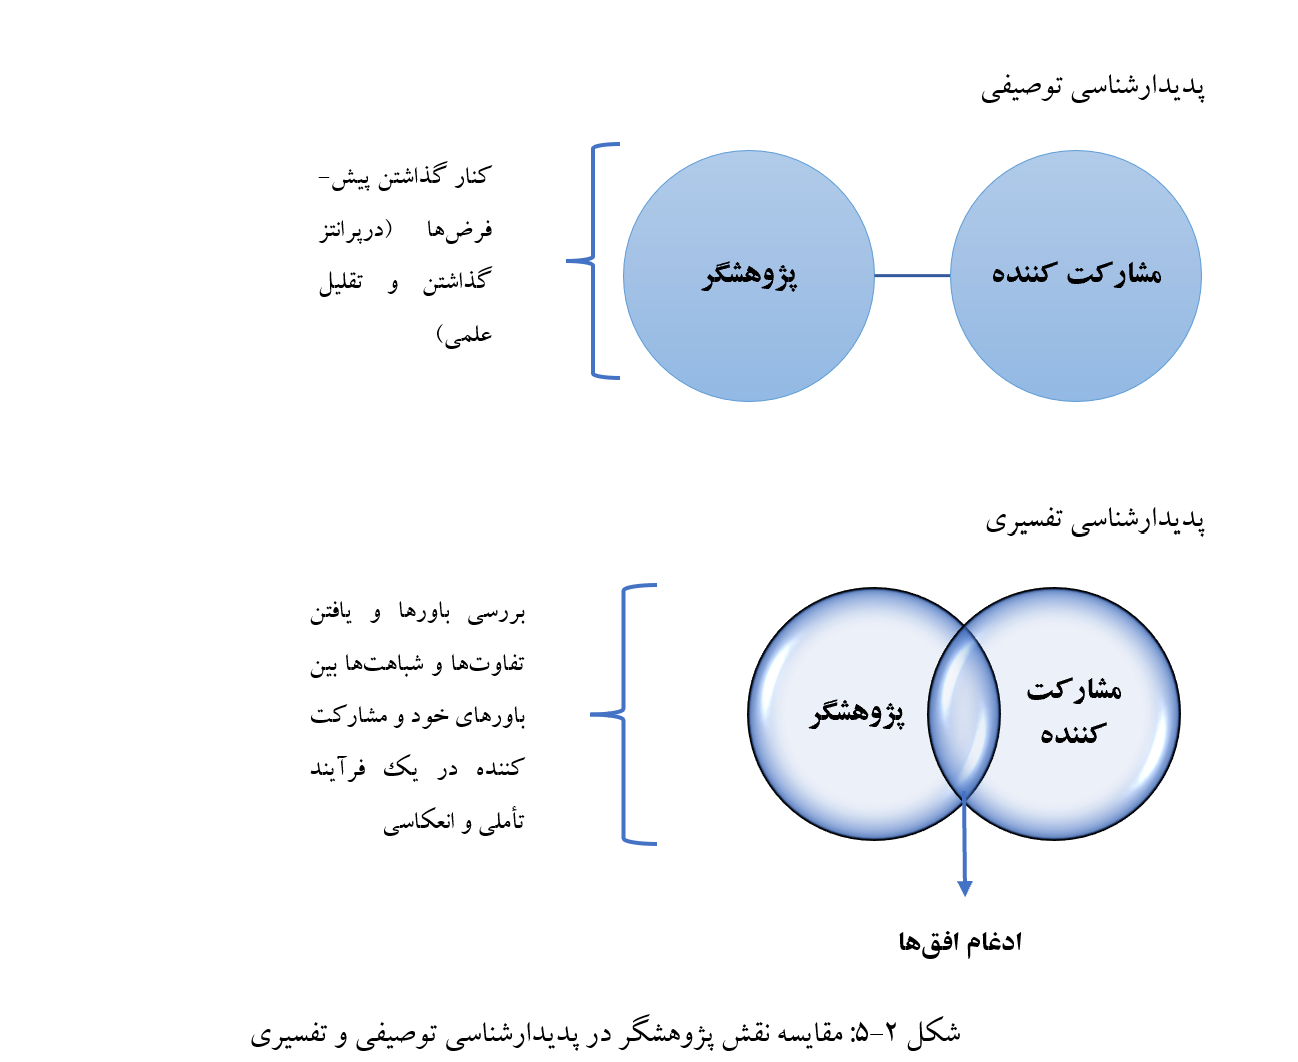 پدیدارشناسی توصیفی
مشارکت کننده
پژوهشگر
کنار گذاشتن پیش-
فرض‌ها (درپرانتز
گذاشتن و تقلیل
علمی)
پدیدارشناسی تفسیری
مشارکت
کننده
پژوهشگر
بررسی باورها و یافتن
تفاوت‌ها و شباهت‌ها بین
باورهای خود و مشارکت
کننده در یک فرآیند
تأملی و انعکاسی
ادغام افق‌ها
شکل ۲-۵: مقایسه نقش پژوهشگر در پدیدارشناسی توصیفی و تفسیری